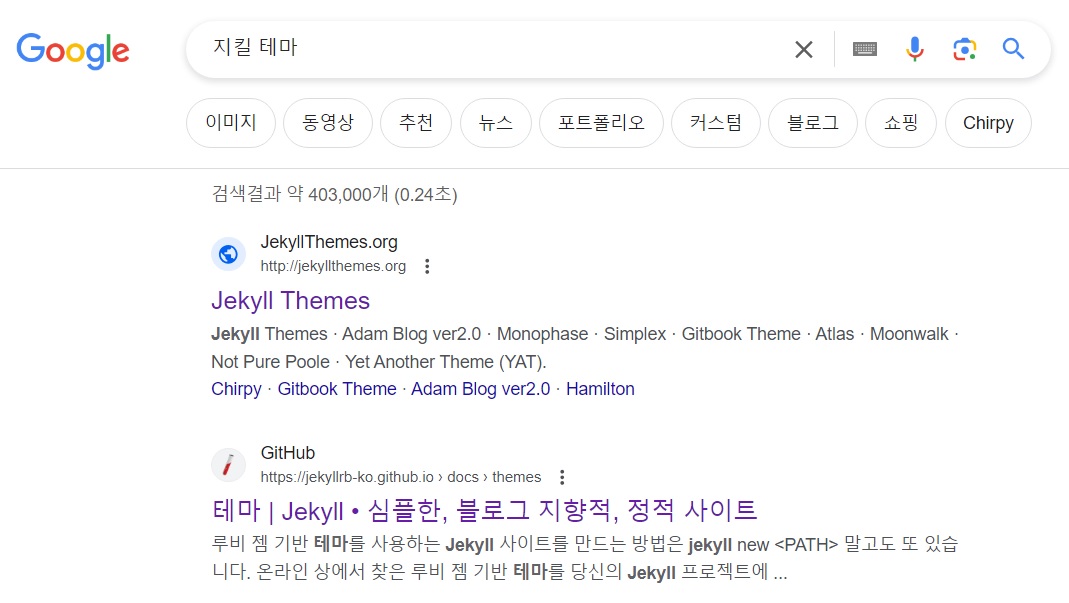 Google
지킬 테마
이미지 동영상 추천 뉴스 포트폴리오 커스텀 블로그 쇼핑 Chirpy
검색결과 약 403,000개 (0.24초)
JekyllThemes.org
http://jekyllthemes.org
Jekyll Themes
Jekyll Themes · Adam Blog ver2.0 · Monophase · Simplex · Gitbook Theme · Atlas · Moonwalk ·
Not Pure Poole · Yet Another Theme (YAT).
Chirpy · Gitbook Theme · Adam Blog ver2.0 · Hamilton
GitHub
https://jekyllrb-ko.github.io › docs › themes
테마 | Jekyll • 심플한, 블로그 지향적, 정적 사이트
루비 젬 기반 테마를 사용하는 Jekyll 사이트를 만드는 방법은 jekyll new <PATH> 말고도 또 있습
니다. 온라인 상에서 찾은 루비 젬 기반 테마를 당신의 Jekyll 프로젝트에 ...